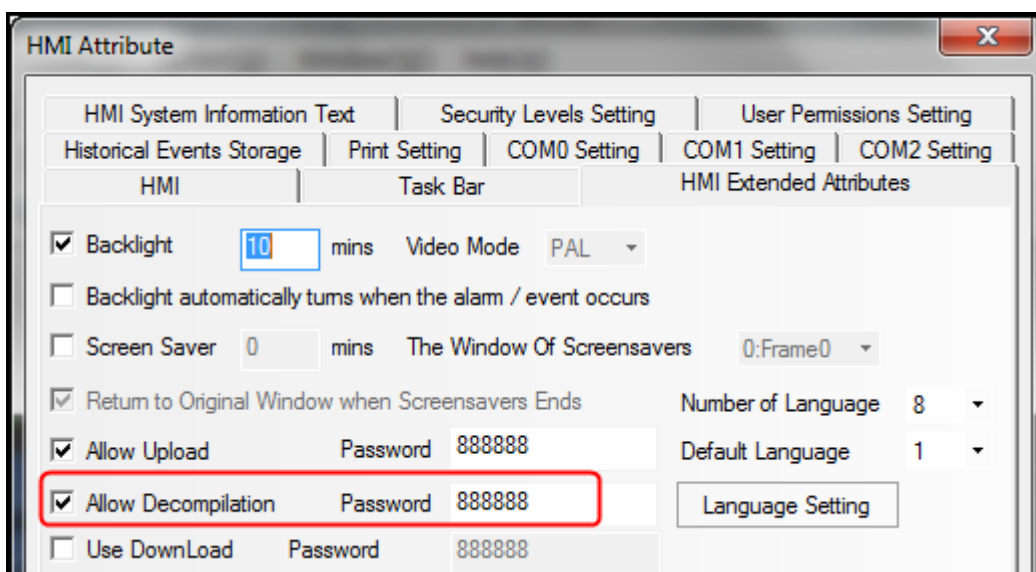 HMI Attribute
HMI System Information Text Security Levels Setting User Permissions Setting
Historical Events Storage Print Setting COM0 Setting COM1 Setting COM2 Setting
HMI Task Bar HMI Extended Attributes
Backlight 10 mins Video Mode PAL
Backlight automatically turns when the alarm / event occurs
Screen Saver 0 mins The Window Of Screensavers 0:Frame0
Return to Original Window when Screensavers Ends Number of Language 8
Allow Upload Password 888888 Default Language 1
Allow Decompilation Password 888888 Language Setting
Use DownLoad Password 888888